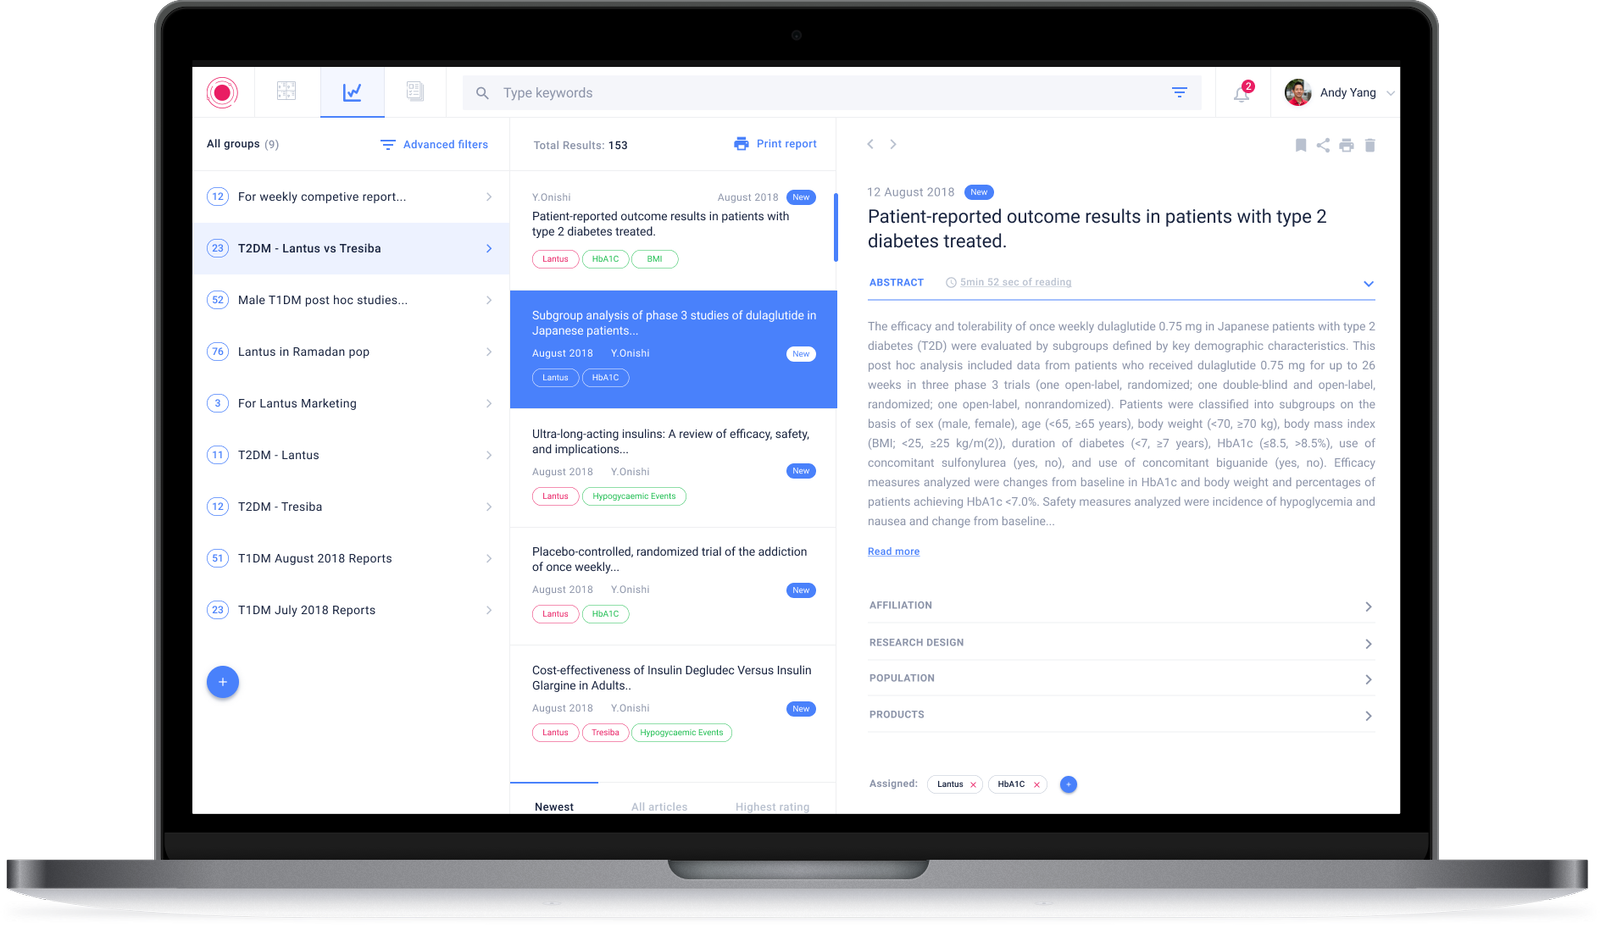 Type keywords
2
Andy Yang
All groups (9)
Advanced filters
12 For weekly competive report...
23 T2DM - Lantus vs Tresiba
52 Male T1DM post hoc studies...
76 Lantus in Ramadan pop
3 For Lantus Marketing
11 T2DM - Lantus
12 T2DM - Tresiba
51 T1DM August 2018 Reports
23 T1DM July 2018 Reports
+
Total Results: 153
Print report
Y.Onishi August 2018 New
Patient-reported outcome results in patients with
type 2 diabetes treated.
Lantus HbA1C BMI
Subgroup analysis of phase 3 studies of dulaglutide in
Japanese patients...
August 2018 Y.Onishi New
Lantus HbA1C
Ultra-long-acting insulins: A review of efficacy, safety,
and implications...
August 2018 Y.Onishi New
Lantus Hypogycaemic Events
Placebo-controlled, randomized trial of the addiction
of once weekly...
August 2018 Y.Onishi New
Lantus HbA1C
Cost-effectiveness of Insulin Degludec Versus Insulin
Glargine in Adults..
August 2018 Y.Onishi New
Lantus Tresiba Hypogycaemic Events
Newest All articles Highest rating
12 August 2018 New
Patient-reported outcome results in patients with type 2
diabetes treated.
ABSTRACT 5min 52 sec of reading
The efficacy and tolerability of once weekly dulaglutide 0.75 mg in Japanese patients with type 2
diabetes (T2D) were evaluated by subgroups defined by key demographic characteristics. This
post hoc analysis included data from patients who received dulaglutide 0.75 mg for up to 26
weeks in three phase 3 trials (one open-label, randomized; one double-blind and open-label,
randomized; one open-label, nonrandomized). Patients were classified into subgroups on the
basis of sex (male, female), age (<65, ≥65 years), body weight (<70, ≥70 kg), body mass index
(BMI; <25, ≥25 kg/m(2)), duration of diabetes (<7, ≥7 years), HbA1c (≤8.5, >8.5%), use of
concomitant sulfonylurea (yes, no), and use of concomitant biguanide (yes, no). Efficacy
measures analyzed were changes from baseline in HbA1c and body weight and percentages of
patients achieving HbA1c <7.0%. Safety measures analyzed were incidence of hypoglycemia and
nausea and change from baseline...
Read more
AFFILIATION
RESEARCH DESIGN
POPULATION
PRODUCTS
Assigned: Lantus × HbA1C × +